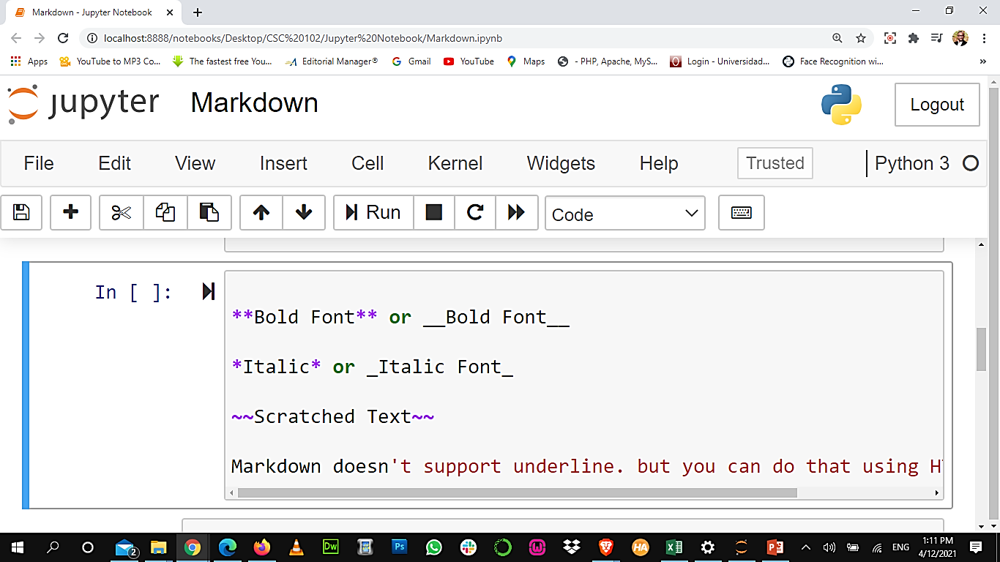 Markdown - Jupyter Notebook
localhost:8888/notebooks/Desktop/CSC%20102/Jupyter%20Notebook/Markdown.ipynb
Apps YouTube to MP3 Co... The fastest free You... Editorial Manager® Gmail YouTube Maps - PHP, Apache, MyS... Login - Universidad... Face Recognition wi... »
jupyter Markdown Logout
File Edit View Insert Cell Kernel Widgets Help Trusted Python 3
Run Code
In [ ]:
**Bold Font** or __Bold Font__
*Italic* or _Italic Font_
~~Scratched Text~~
Markdown doesn't support underline. but you can do that using
2 Dw Ps HA ENG 1:11 PM
4/12/2021